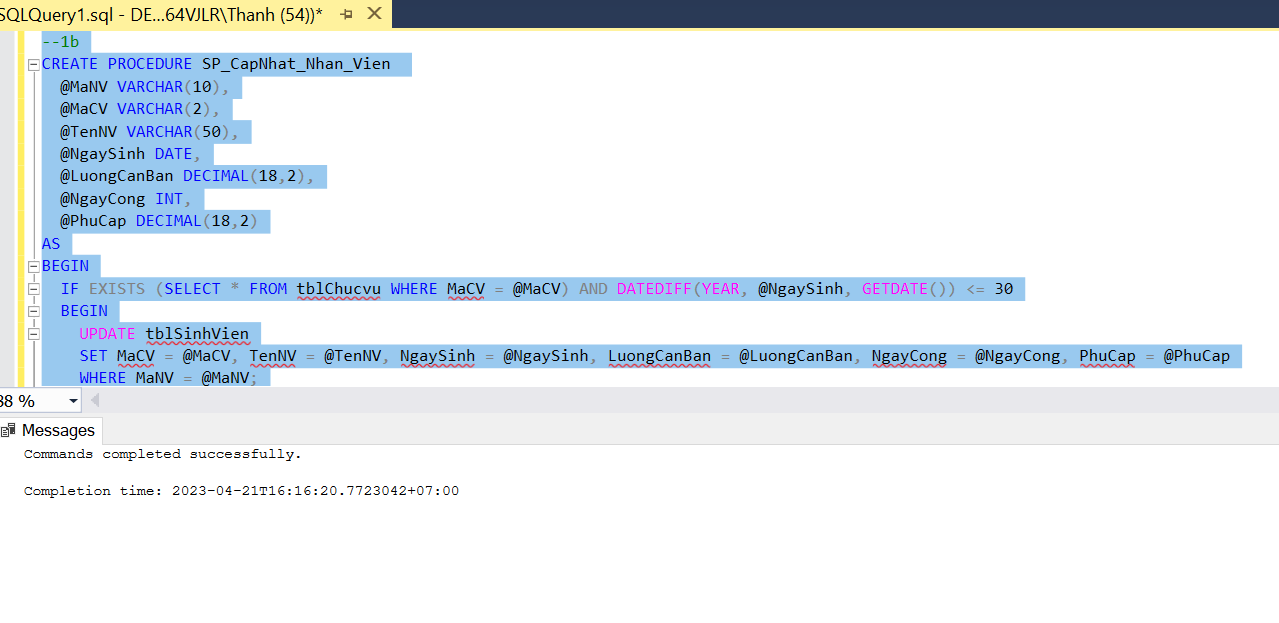 SQLQuery1.sql - DE...64VJLR\Thanh (54))*
--1b
CREATE PROCEDURE SP_CapNhat_Nhan_Vien
@MaNV VARCHAR(10),
@MaCV VARCHAR(2),
@TenNV VARCHAR(50),
@NgaySinh DATE,
@LuongCanBan DECIMAL(18,2),
@NgayCong INT,
@PhuCap DECIMAL(18,2)
AS
BEGIN
IF EXISTS (SELECT * FROM tblChucvu WHERE MaCV = @MaCV) AND DATEDIFF(YEAR, @NgaySinh, GETDATE()) <= 30
BEGIN
UPDATE tblSinhVien
SET MaCV = @MaCV, TenNV = @TenNV, NgaySinh = @NgaySinh, LuongCanBan = @LuongCanBan, NgayCong = @NgayCong, PhuCap = @PhuCap
WHERE MaNV = @MaNV;
88 %
Messages
Commands completed successfully.
Completion time: 2023-04-21T16:16:20.7723042+07:00